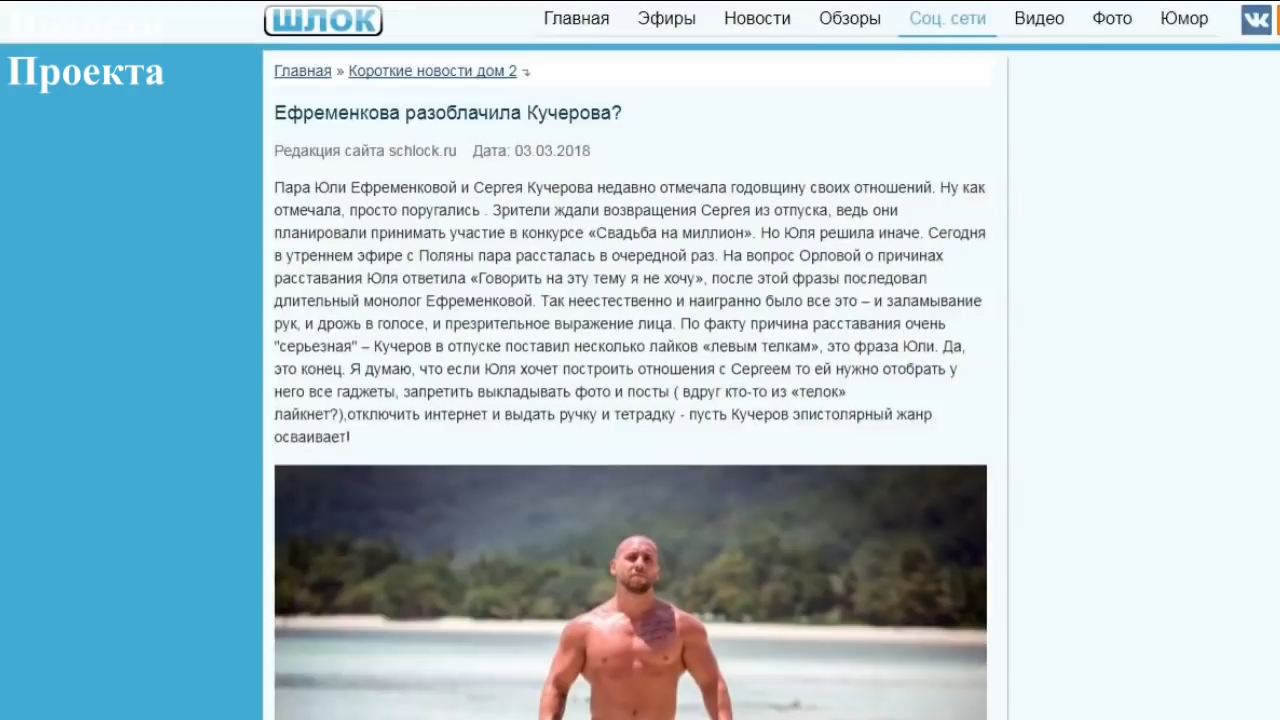 Новости
Проекта
ШЛОК
Главная Эфиры Новости Обзоры Соц. сети Видео Фото Юмор
Главная » Короткие новости дом 2
Ефременкова разоблачила Кучерова?
Редакция сайта schlock.ru Дата: 03.03.2018
Пара Юли Ефременковой и Сергея Кучерова недавно отмечала годовщину своих отношений. Ну как
отмечала, просто поругались . Зрители ждали возвращения Сергея из отпуска, ведь они
планировали принимать участие в конкурсе «Свадьба на миллион». Но Юля решила иначе. Сегодня
в утреннем эфире с Поляны пара рассталась в очередной раз. На вопрос Орловой о причинах
расставания Юля ответила «Говорить на эту тему я не хочу», после этой фразы последовал
длительный монолог Ефременковой. Так неестественно и наигранно было все это – и заламывание
рук, и дрожь в голосе, и презрительное выражение лица. По факту причина расставания очень
"серьезная" – Кучеров в отпуске поставил несколько лайков «левым телкам», это фраза Юли. Да,
это конец. Я думаю, что если Юля хочет построить отношения с Сергеем то ей нужно отобрать у
него все гаджеты, запретить выкладывать фото и посты ( вдруг кто-то из «телок»
лайкнет?),отключить интернет и выдать ручку и тетрадку - пусть Кучеров эпистолярный жанр
осваивает!